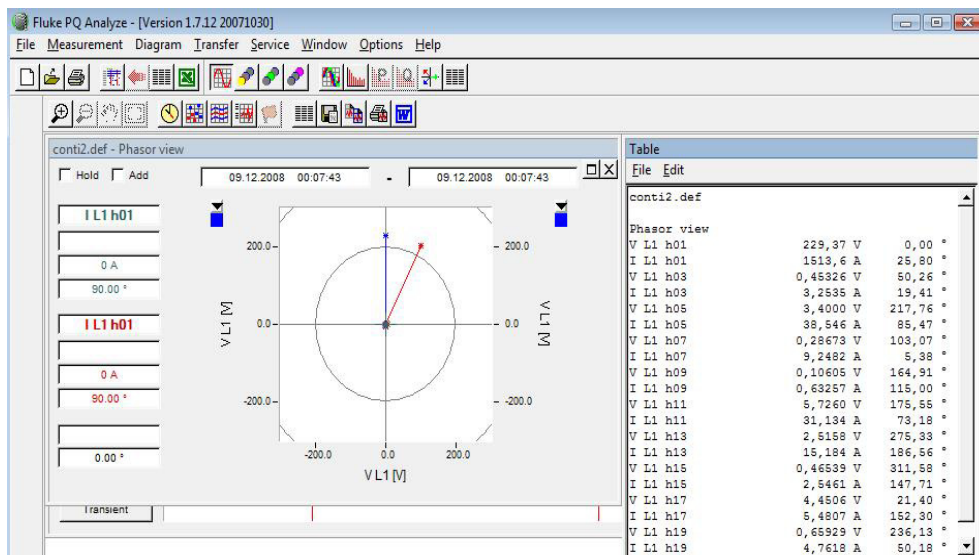 Fluke PQ Analyze - [Version 1.7.12 20071030]
File Measurement Diagram Transfer Service Window Options Help
conti2.def - Phasor view
Hold Add 09.12.2008 00:07:43 - 09.12.2008 00:07:43
I L1 h01
0 A
90.00 °
I L1 h01
0 A
90.00 °
0.00 °
200.0
0.0
-200.0
V L1 [V]
200.0
0.0
-200.0
V L1 [V]
-200.0 0.0 200.0
V L1 [V]
Transient
Table
File Edit
conti2.def
Phasor view
V L1 h01 229,37 V 0,00 °
I L1 h01 1513,6 A 25,80 °
V L1 h03 0,45326 V 50,26 °
I L1 h03 3,2535 A 19,41 °
V L1 h05 3,4000 V 217,76 °
I L1 h05 38,546 A 85,47 °
V L1 h07 0,28673 V 103,07 °
I L1 h07 9,2482 A 5,38 °
V L1 h09 0,10605 V 164,91 °
I L1 h09 0,63257 A 115,00 °
V L1 h11 5,7260 V 175,55 °
I L1 h11 31,134 A 73,18 °
V L1 h13 2,5158 V 275,33 °
I L1 h13 15,184 A 186,56 °
V L1 h15 0,46539 V 311,58 °
I L1 h15 2,5461 A 147,71 °
V L1 h17 4,4506 V 21,40 °
I L1 h17 5,4807 A 152,30 °
V L1 h19 0,65929 V 236,13 °
I L1 h19 4,7618 A 50,18 °